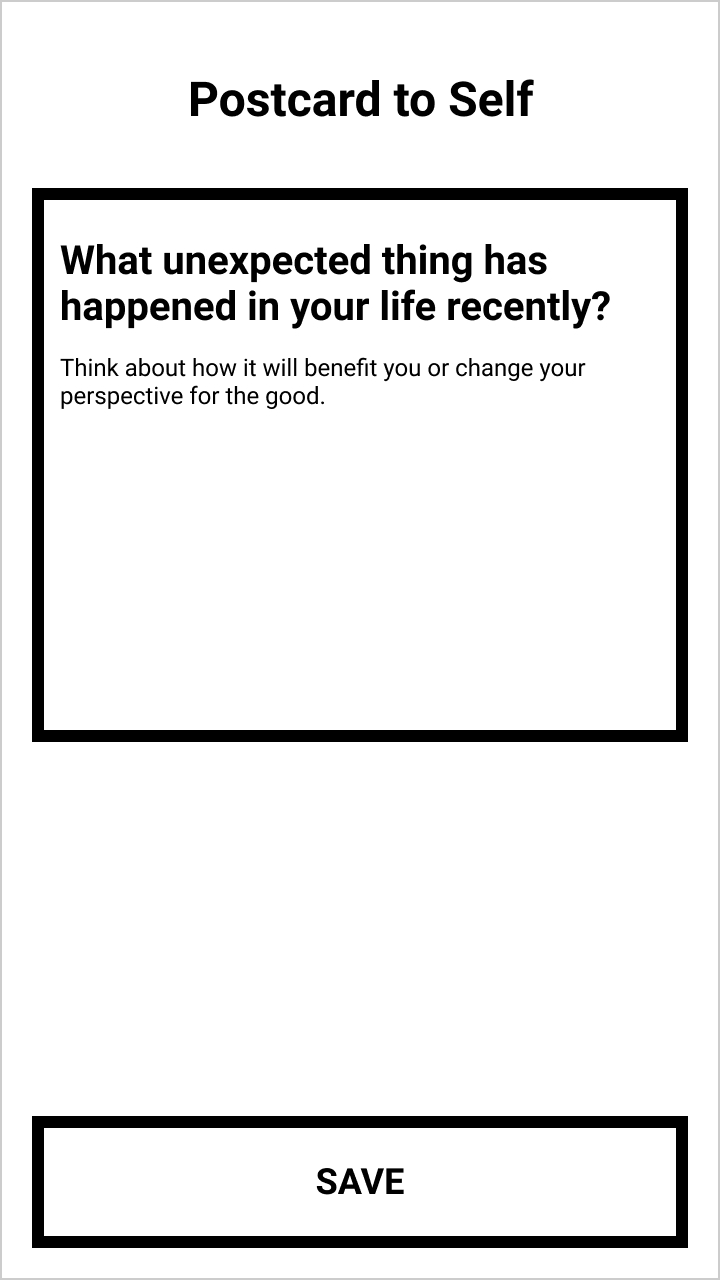 Postcard to Self
What unexpected thing has
happened in your life recently?
Think about how it will benefit you or change your
perspective for the good.
SAVE